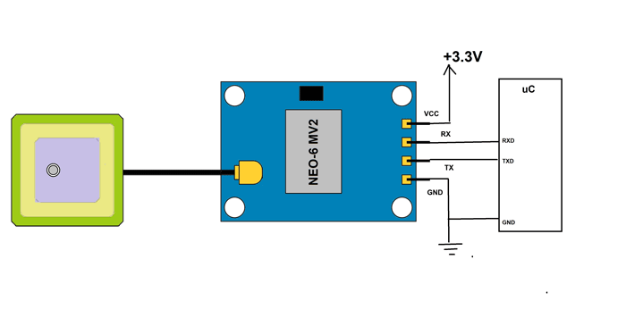 +3.3V
uC
VCC
RX
RXD
NEO-6 MV2
TXD
TX
GND
GND